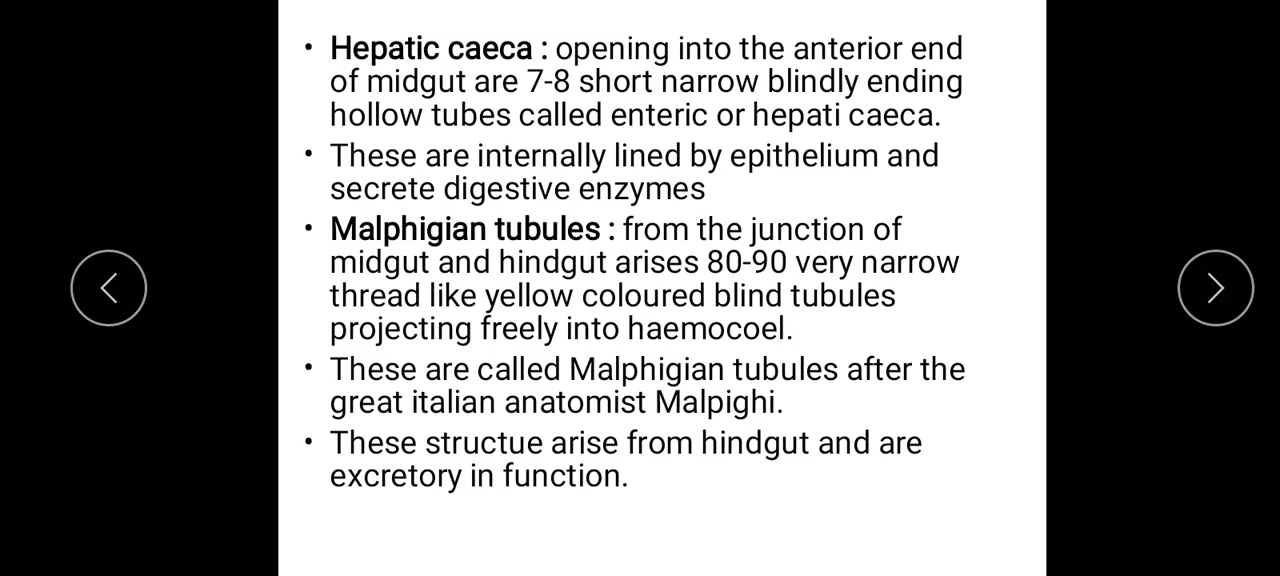 • Hepatic caeca : opening into the anterior end
of midgut are 7-8 short narrow blindly ending
hollow tubes called enteric or hepati caeca.
• These are internally lined by epithelium and
secrete digestive enzymes
• Malphigian tubules : from the junction of
midgut and hindgut arises 80-90 very narrow
thread like yellow coloured blind tubules
projecting freely into haemocoel.
• These are called Malphigian tubules after the
great italian anatomist Malpighi.
• These structue arise from hindgut and are
excretory in function.